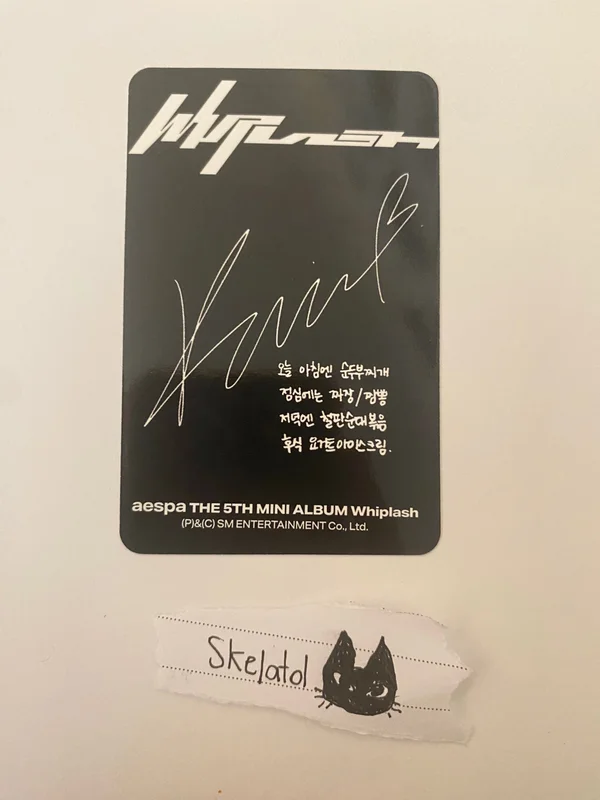 Whiplash
Karina
오늘 아침엔 순두부찌개
점심에는 짜장/짬뽕
저녁엔 철판순대볶음
후식 요거트아이스크림.
aespa THE 5TH MINI ALBUM Whiplash
(P)&(C) SM ENTERTAINMENT Co., Ltd.
Skelatol